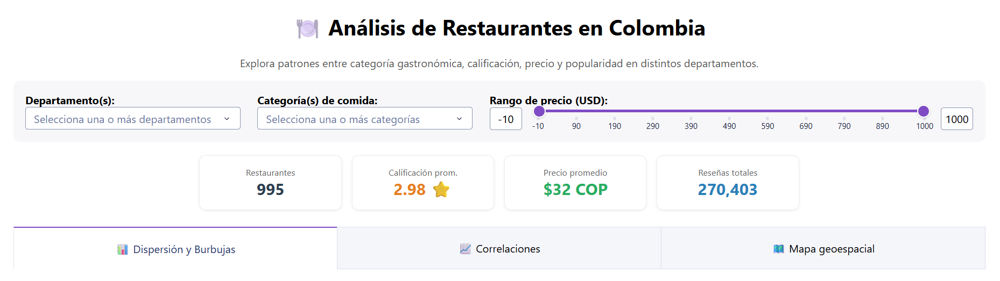 Análisis de Restaurantes en Colombia
Explora patrones entre categoría gastronómica, calificación, precio y popularidad en distintos departamentos.
Departamento(s):
Selecciona una o más departamentos
Categoría(s) de comida:
Selecciona una o más categorías
Rango de precio (USD):
-10
-10 90 190 290 390 490 590 690 790 890 1000
1000
Restaurantes
995
Calificación prom.
2.98 ⭐
Precio promedio
$32 COP
Reseñas totales
270,403
Dispersión y Burbujas
Correlaciones
Mapa geoespacial